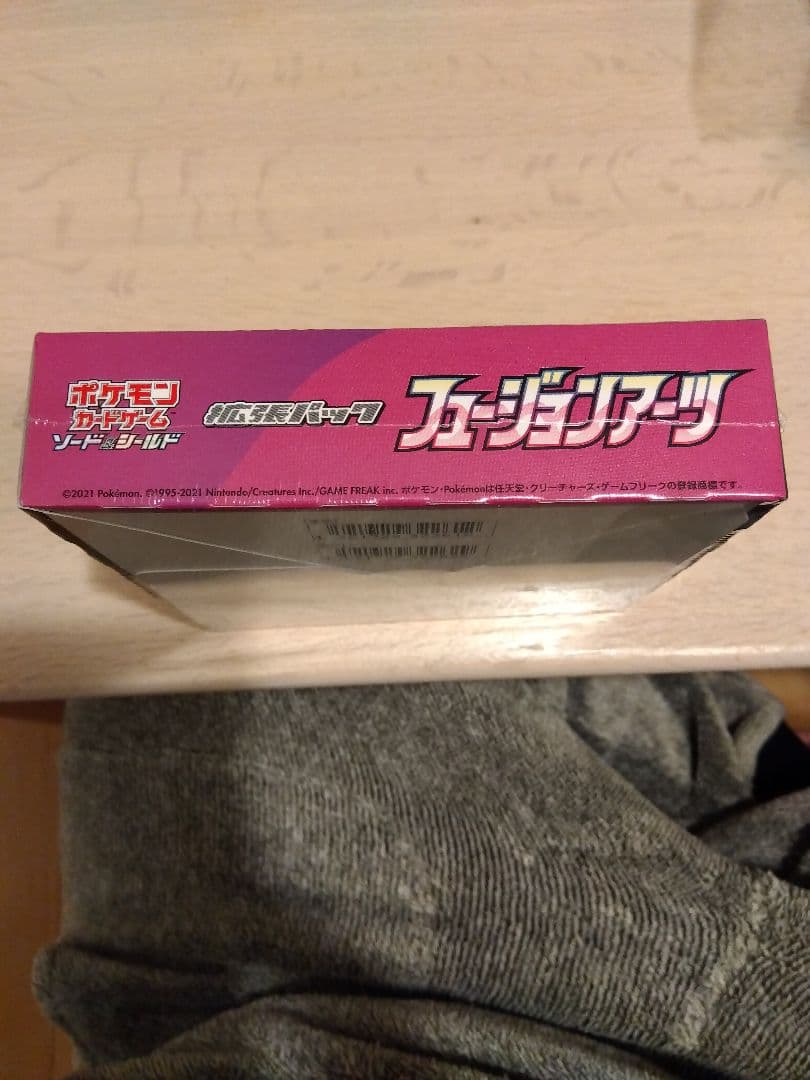 ポケモン
カードゲーム
ソード&シールド
拡張パック
フュージョンアーツ
©2021 Pokémon. ©1995-2021 Nintendo/Creatures Inc./GAME FREAK inc. ポケモン・Pokémonは任天堂・クリーチャーズ・ゲームフリークの登録商標です。